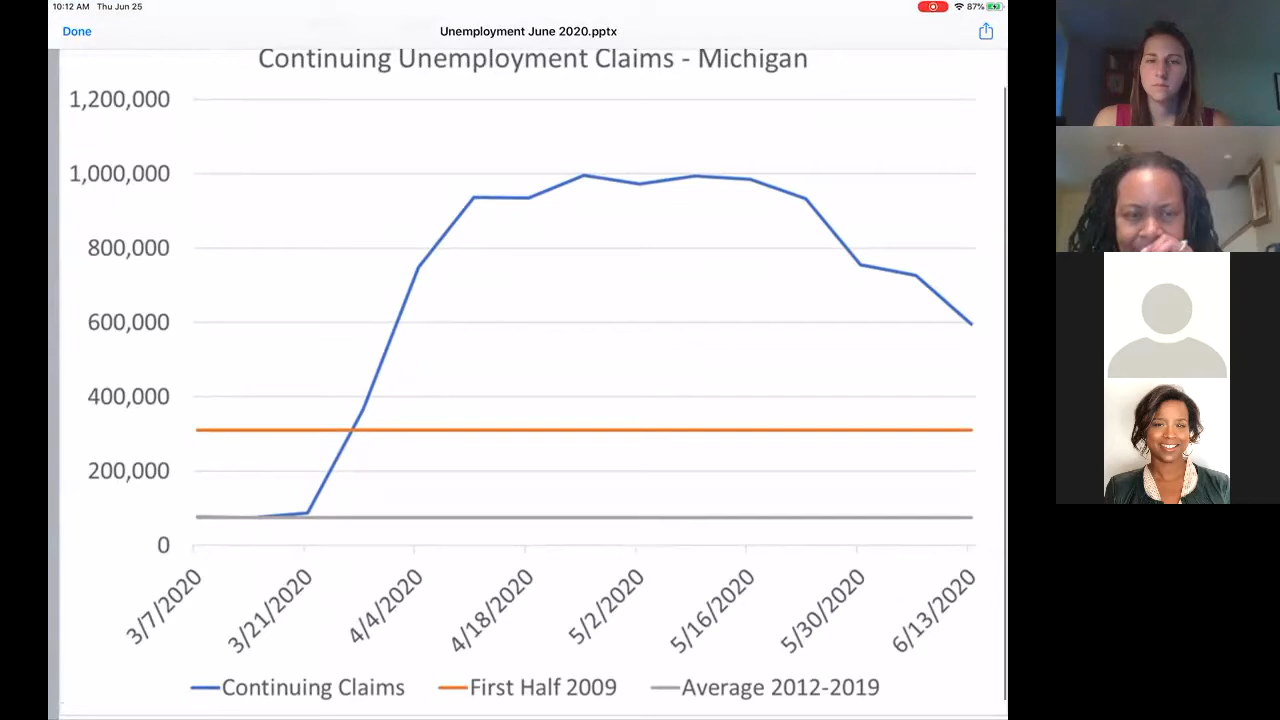 10:12 AM Thu Jun 25
87%
Done
Unemployment June 2020.pptx
Continuing Unemployment Claims - Michigan
1,200,000
1,000,000
800,000
600,000
400,000
200,000
0
3/7/2020
3/21/2020
4/4/2020
4/18/2020
5/2/2020
5/16/2020
5/30/2020
6/13/2020
Continuing Claims
First Half 2009
Average 2012-2019